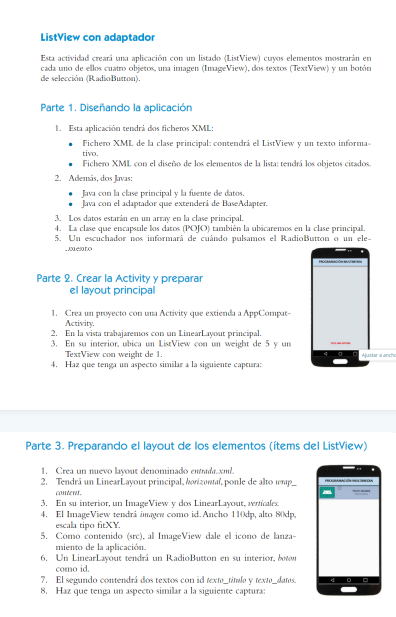 ListView con adaptador
Esta actividad creará una aplicación con un listado (ListView) cuyos elementos mostrarán en
cada uno de ellos cuatro objetos, una imagen (ImageView), dos textos (TextView) y un botón
de selección (RadioButton).
Parte 1. Diseñando la aplicación
1. Esta aplicación tendrá dos ficheros XML:
● Fichero XML de la clase principal: contendrá el ListView y un texto informa-
tivo.
● Fichero XML con el diseño de los elementos de la lista: tendrá los objetos citados.
2. Además, dos Javas:
● Java con la clase principal y la fuente de datos.
● Java con el adaptador que extenderá de BaseAdapter.
3. Los datos estarán en un array en la clase principal.
4. La clase que encapsule los datos (POJO) también la ubicaremos en la clase principal.
5. Un escuchador nos informará de cuándo pulsamos el RadioButton o un ele-
mento
PROGRAMACIÓN MULTIMEDIA
Parte 2. Crear la Activity y preparar
el layout principal
1. Crea un proyecto con una Activity que extienda a AppCompat-
Activity.
2. En la vista trabajaremos con un LinearLayout principal.
3. En su interior, ubica un ListView con un weight de 5 y un
TextView con weight de 1.
4. Haz que tenga un aspecto similar a la siguiente captura:
Ajustar a ancho
Parte 3. Preparando el layout de los elementos (ítems del ListView)
1. Crea un nuevo layout denominado entrada.xml.
2. Tendrá un LinearLayout principal, horizontal, ponle de alto wrap_
content.
3. En su interior, un ImageView y dos LinearLayout, verticales.
4. El ImageView tendrá imagen como id. Ancho 110dp, alto 80dp,
escala tipo fitXY.
5. Como contenido (src), al ImageView dale el icono de lanza-
miento de la aplicación.
6. Un LinearLayout tendrá un RadioButton en su interior, boton
como id.
7. El segundo contendrá dos textos con id texto_titulo y texto_datos.
8. Haz que tenga un aspecto similar a la siguiente captura:
PROGRAMACIÓN MULTIMEDIA